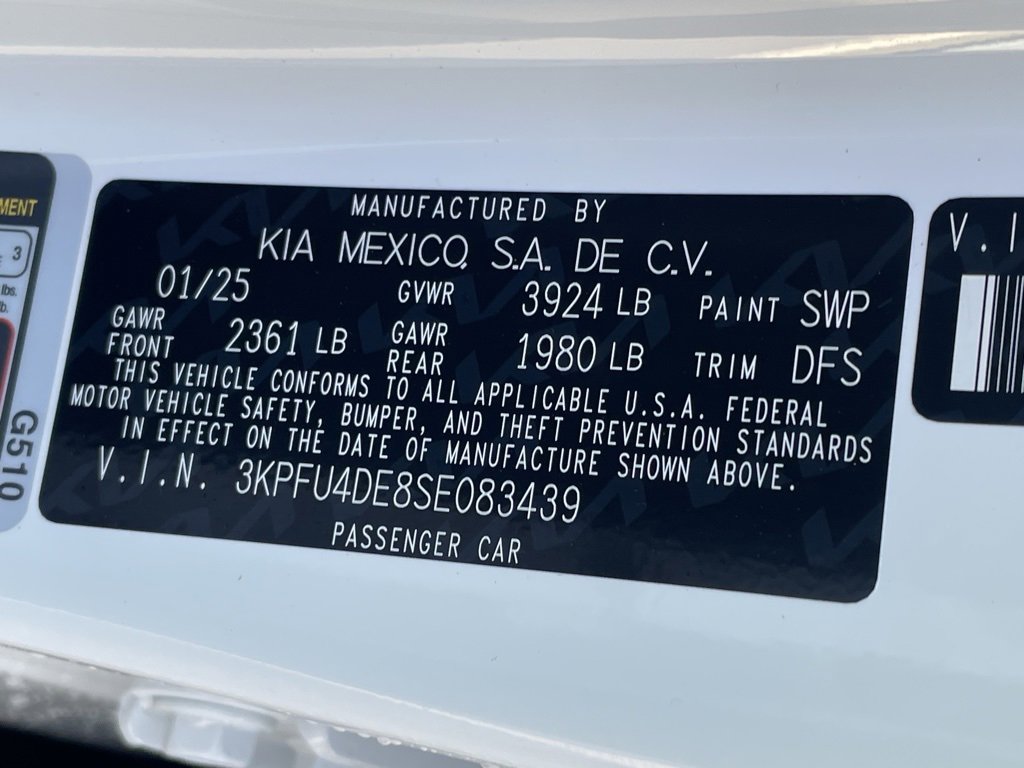 MENT
3
lbs.
b.
G510
MANUFACTURED BY
KIA MEXICO, S.A. DE C.V.
01/25 GVWR 3924 LB PAINT SWP
GAWR FRONT 2361 LB GAWR REAR 1980 LB TRIM DFS
THIS VEHICLE CONFORMS TO ALL APPLICABLE U.S.A. FEDERAL
MOTOR VEHICLE SAFETY, BUMPER, AND THEFT PREVENTION STANDARDS
IN EFFECT ON THE DATE OF MANUFACTURE SHOWN ABOVE.
V.I.N. 3KPFU4DE8SE083439
PASSENGER CAR
V.I